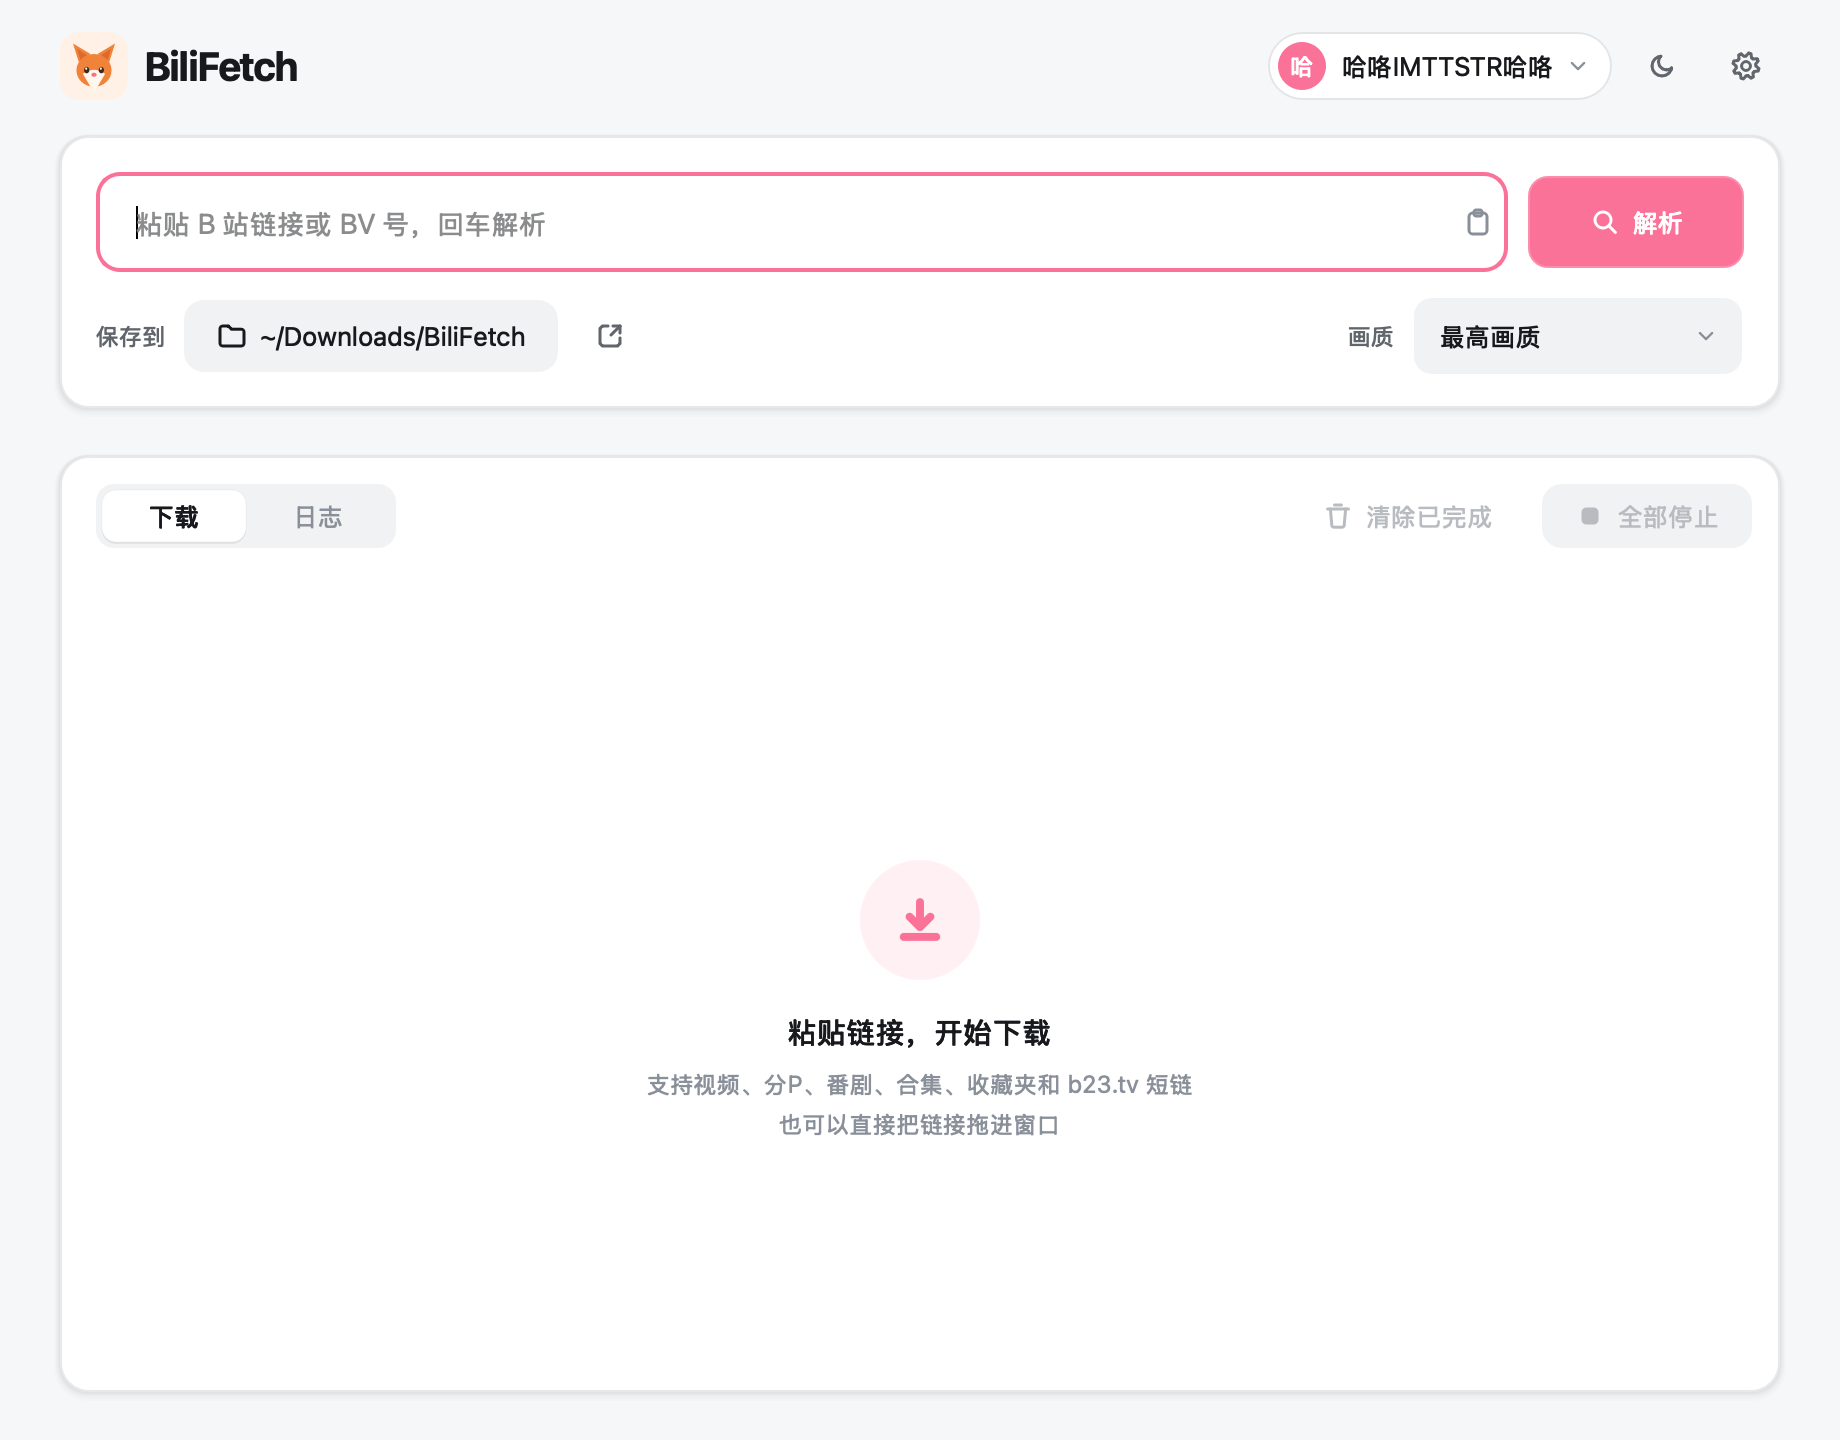 BiliFetch
哈
哈咯IMTTSTR哈咯
粘贴 B 站链接或 BV 号，回车解析
解析
保存到
~/Downloads/BiliFetch
画质
最高画质
下载
日志
清除已完成
全部停止
粘贴链接，开始下载
支持视频、分P、番剧、合集、收藏夹和 b23.tv 短链
也可以直接把链接拖进窗口